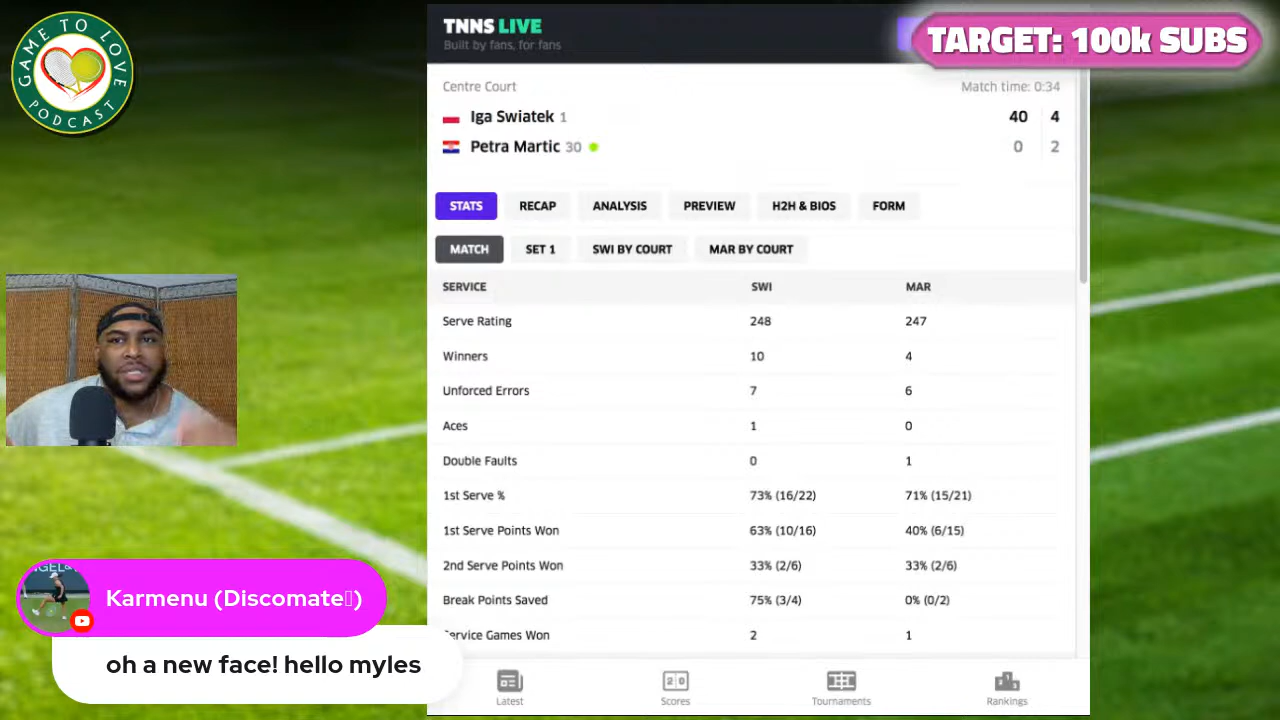 GAME TO LOVE
PODCAST
TNNS LIVE
Built by fans, for fans
TARGET: 100k SUBS
Centre Court
Match time: 0:34
Iga Swiatek 1 40 4
Petra Martic 30 0 2
STATS RECAP ANALYSIS PREVIEW H2H & BIOS FORM
MATCH SET 1 SWI BY COURT MAR BY COURT
SERVICE SWI MAR
Serve Rating 248 247
Winners 10 4
Unforced Errors 7 6
Aces 1 0
Double Faults 0 1
1st Serve % 73% (16/22) 71% (15/21)
1st Serve Points Won 63% (10/16) 40% (6/15)
2nd Serve Points Won 33% (2/6) 33% (2/6)
Break Points Saved 75% (3/4) 0% (0/2)
Service Games Won 2 1
Karmenu (Discomate)
oh a new face! hello myles
Latest Scores Tournaments Rankings